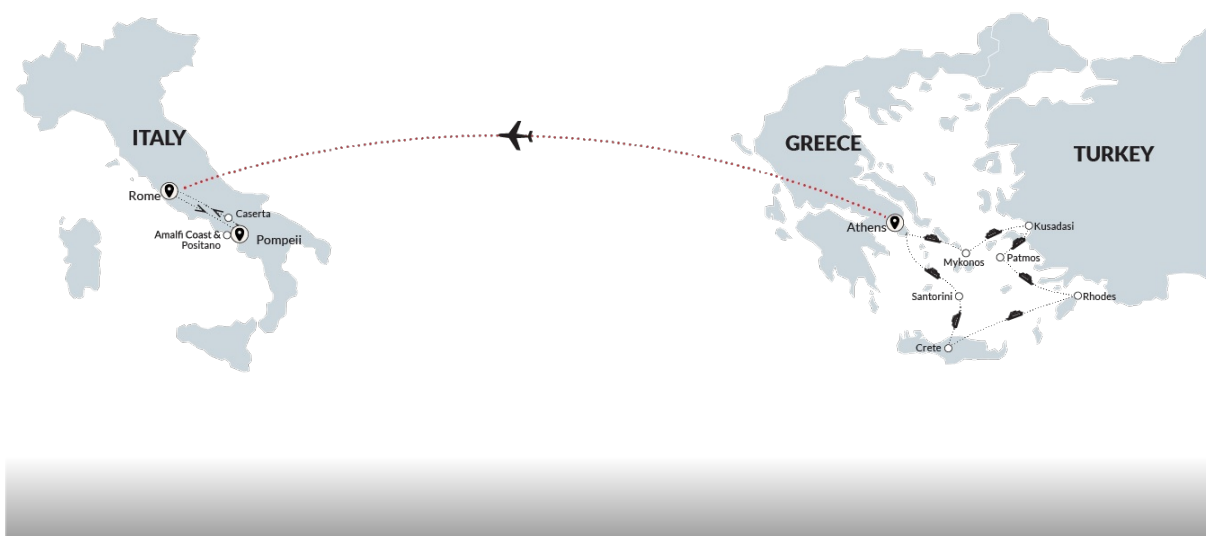 ITALY
Rome
Caserta
Amalfi Coast &
Positano
Pompeii
GREECE
TURKEY
Athens
Kusadasi
Mykonos
Patmos
Santorini
Rhodes
Crete